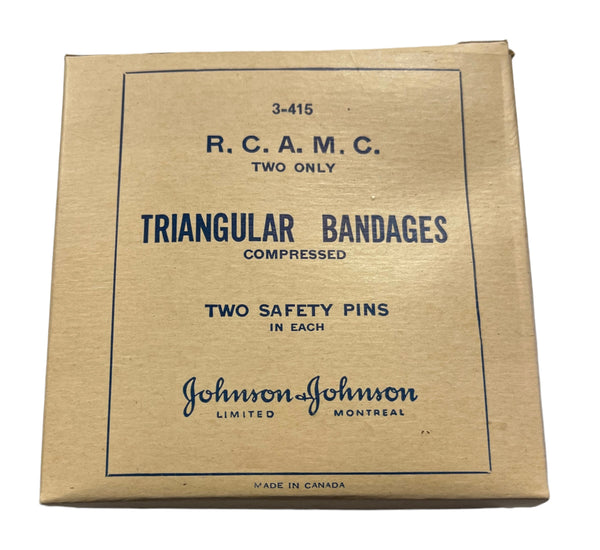 3-415
R. C. A. M. C.
TWO ONLY
TRIANGULAR BANDAGES
COMPRESSED
TWO SAFETY PINS
IN EACH
Johnson & Johnson
LIMITED MONTREAL
MADE IN CANADA